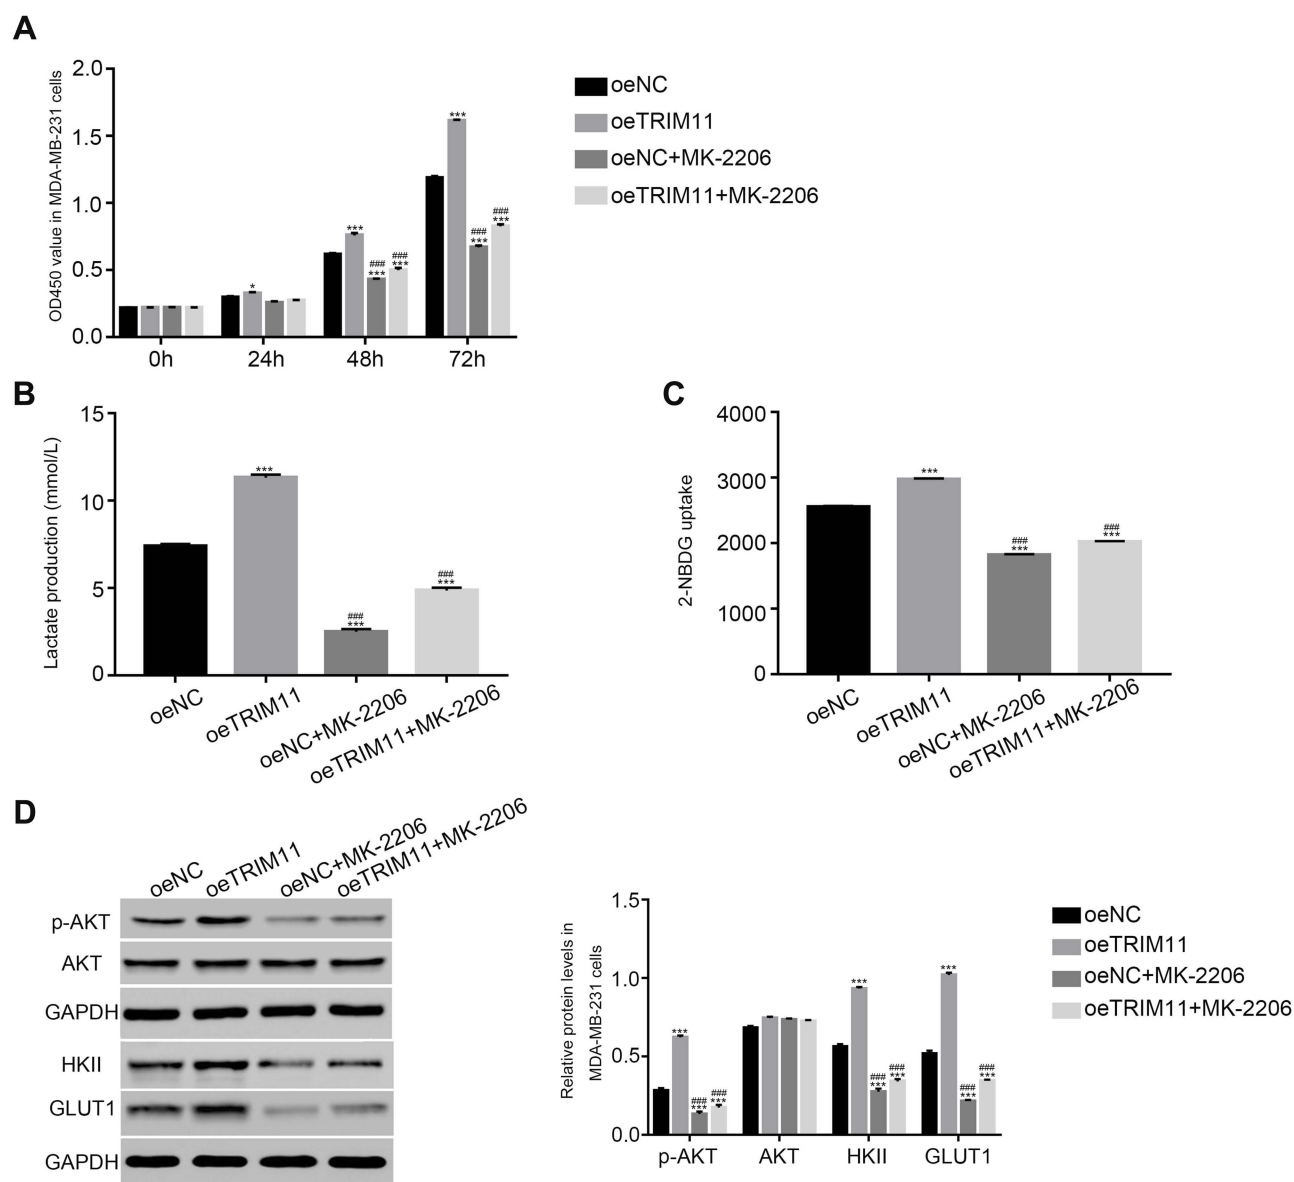 A
OD450 value in MDA-MB-231 cells
2.0
1.5
1.0
0.5
0.0
0h
24h
48h
72h
*
***
###
***
###
***
***
###
***
###
***
oeNC
oeTRIM11
oeNC+MK-2206
oeTRIM11+MK-2206
B
Lactate production (mmol/L)
15
10
5
0
***
###
***
###
***
oeNC
oeTRIM11
oeNC+MK-2206
oeTRIM11+MK-2206
C
2-NBDG uptake
4000
3000
2000
1000
0
***
###
***
###
***
oeNC
oeTRIM11
oeNC+MK-2206
oeTRIM11+MK-2206
D
oeNC
oeTRIM11
oeNC+MK-2206
oeTRIM11+MK-2206
p-AKT
AKT
GAPDH
HKII
GLUT1
GAPDH
Relative protein levels in
MDA-MB-231 cells
1.5
1.0
0.5
0.0
***
###
***
###
***
***
###
***
###
***
***
###
***
###
***
p-AKT
AKT
HKII
GLUT1
oeNC
oeTRIM11
oeNC+MK-2206
oeTRIM11+MK-2206